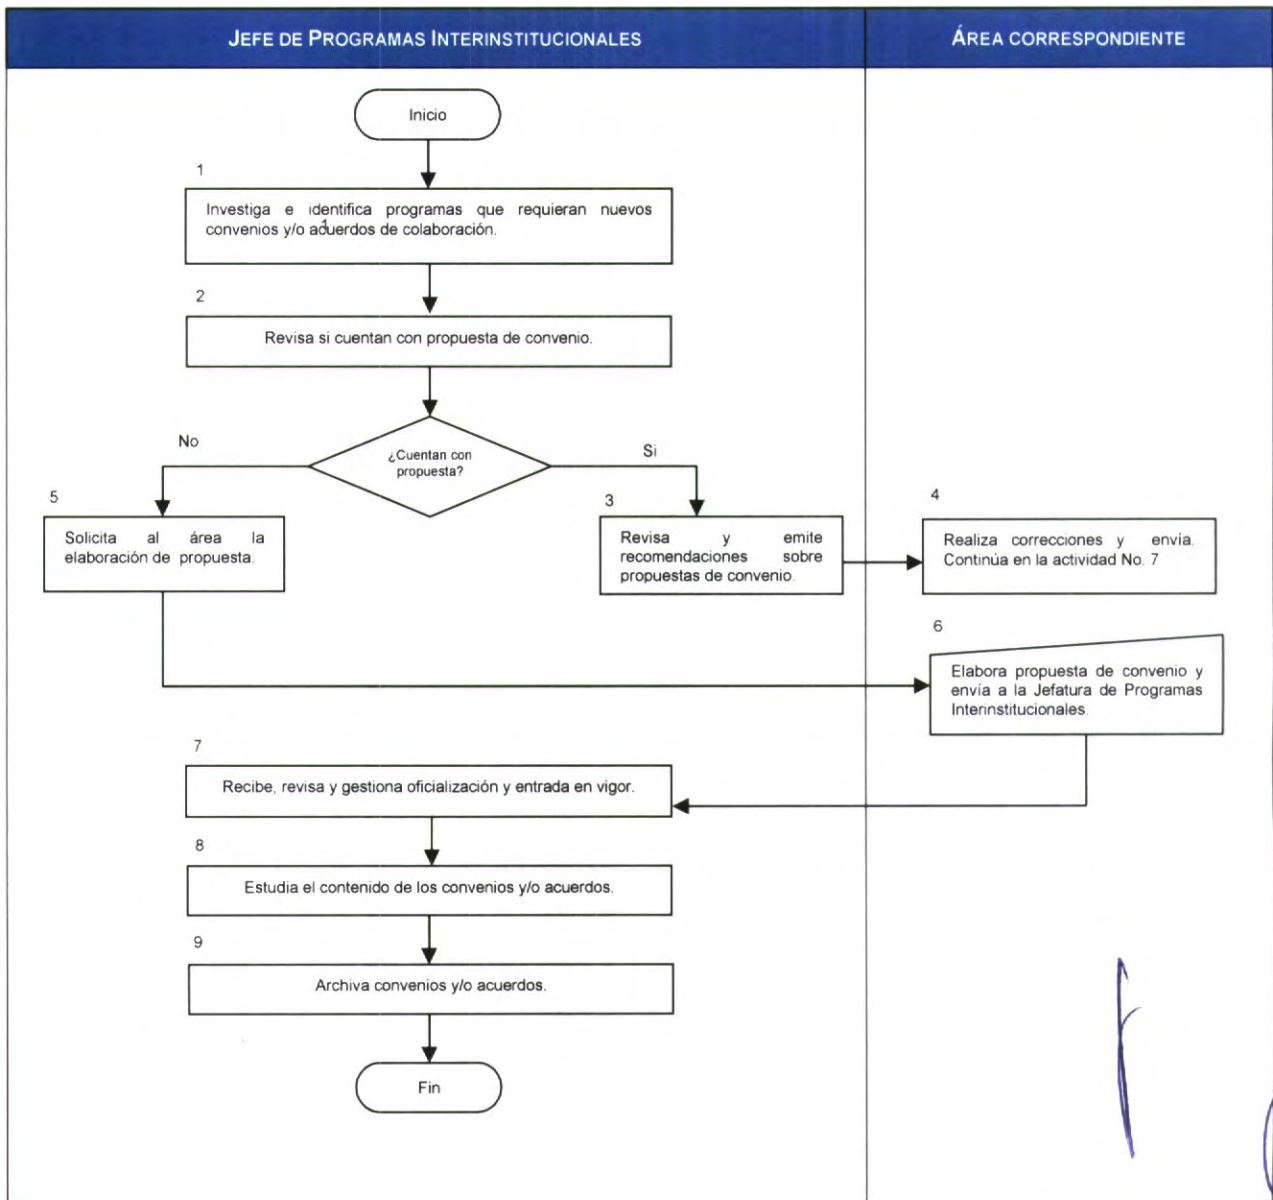 JEFE DE PROGRAMAS INTERINSTITUCIONALES
ÁREA CORRESPONDIENTE
Inicio
1
Investiga e identifica programas que requieran nuevos
convenios y/o acuerdos de colaboración.
1
2
Revisa si cuentan con propuesta de convenio.
¿Cuentan con
propuesta?
No
Si
5
Solicita al área la
elaboración de propuesta.
3
Revisa y emite
recomendaciones sobre
propuestas de convenio.
4
Realiza correcciones y envía.
Continúa en la actividad No. 7
6
Elabora propuesta de convenio y
envía a la Jefatura de Programas
Interinstitucionales.
7
Recibe, revisa y gestiona oficialización y entrada en vigor.
8
Estudia el contenido de los convenios y/o acuerdos.
9
Archiva convenios y/o acuerdos.
Fin